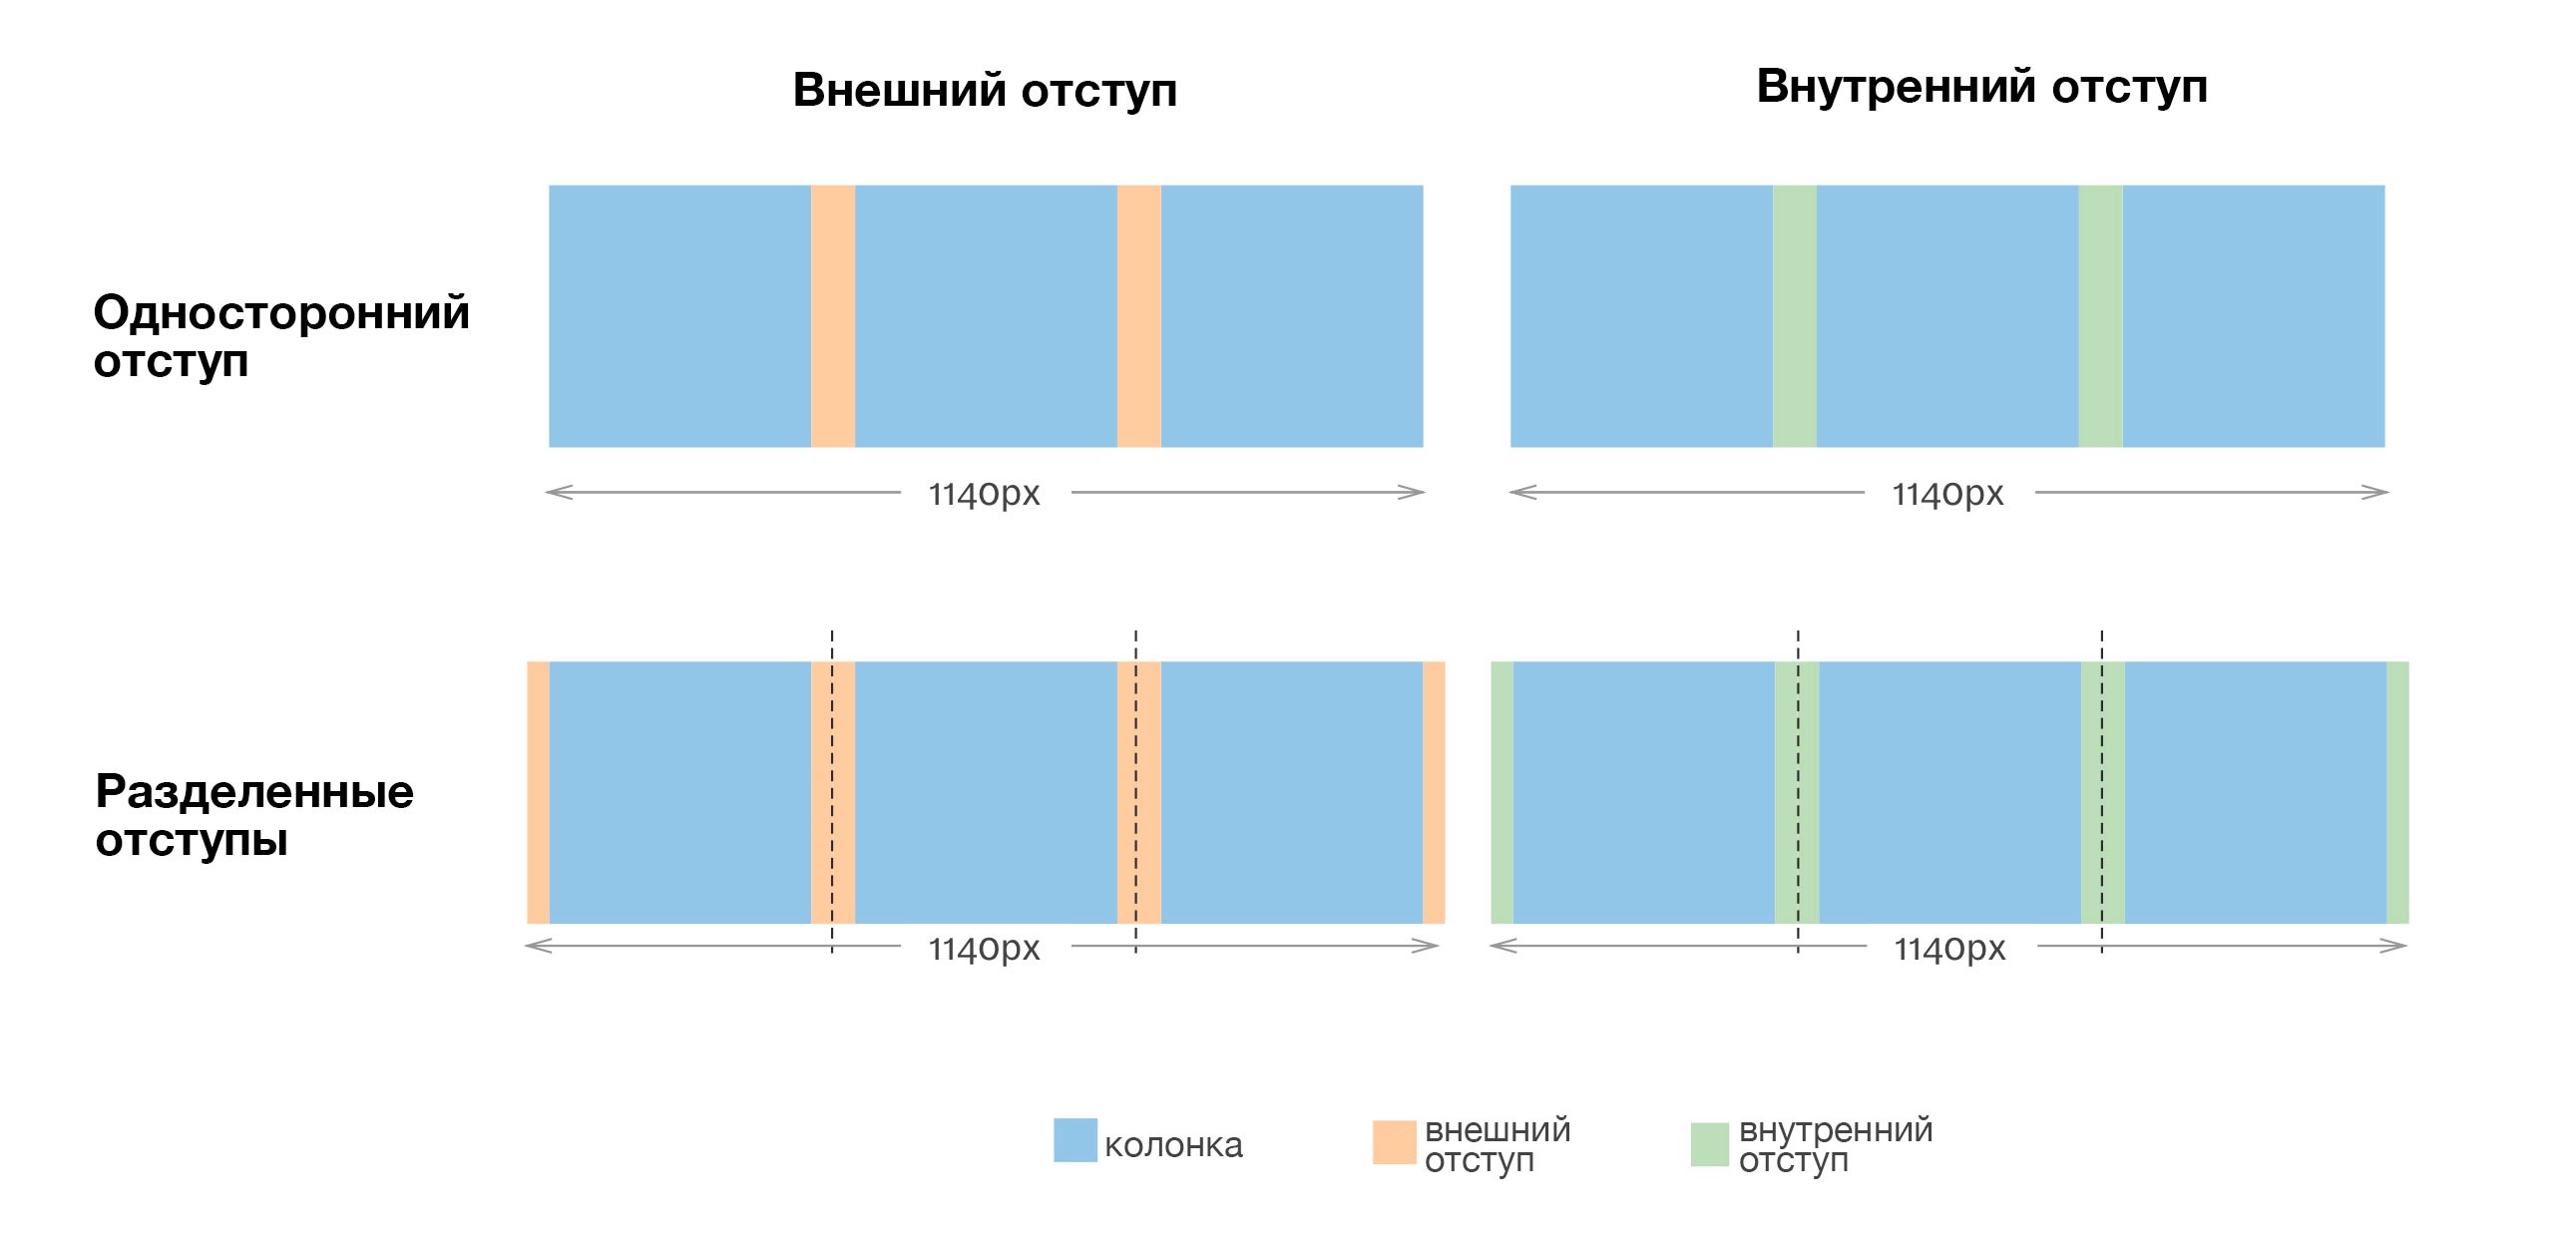 Внешний отступ
Внутренний отступ
Односторонний
отступ
1140px
1140px
Разделенные
отступы
1140px
1140px
колонка
внешний
отступ
внутренний
отступ